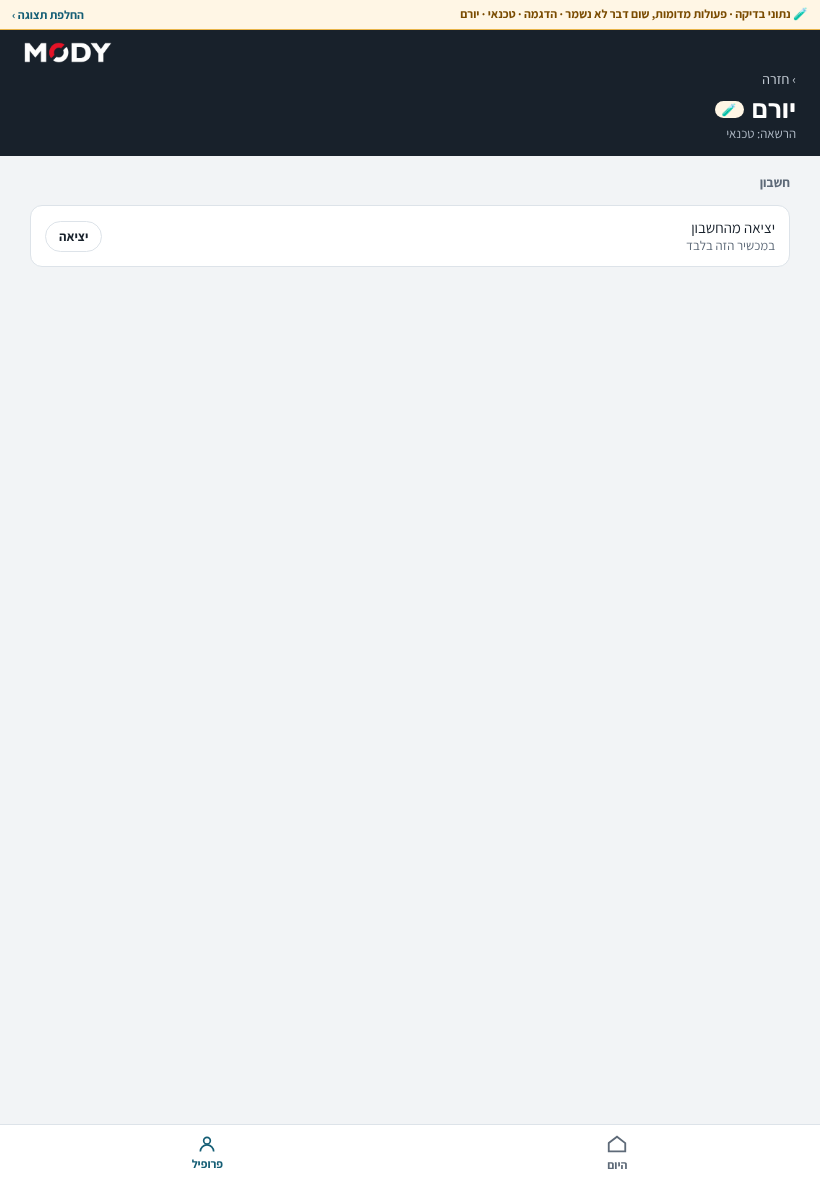 🧪 נתוני בדיקה · פעולות מדומות, שום דבר לא נשמר · הדגמה · טכנאי · יורם
החלפת תצוגה ›
MODY
› חזרה
יורם 🧪
הרשאה: טכנאי
חשבון
יציאה מהחשבון
במכשיר הזה בלבד
יציאה
היום
פרופיל